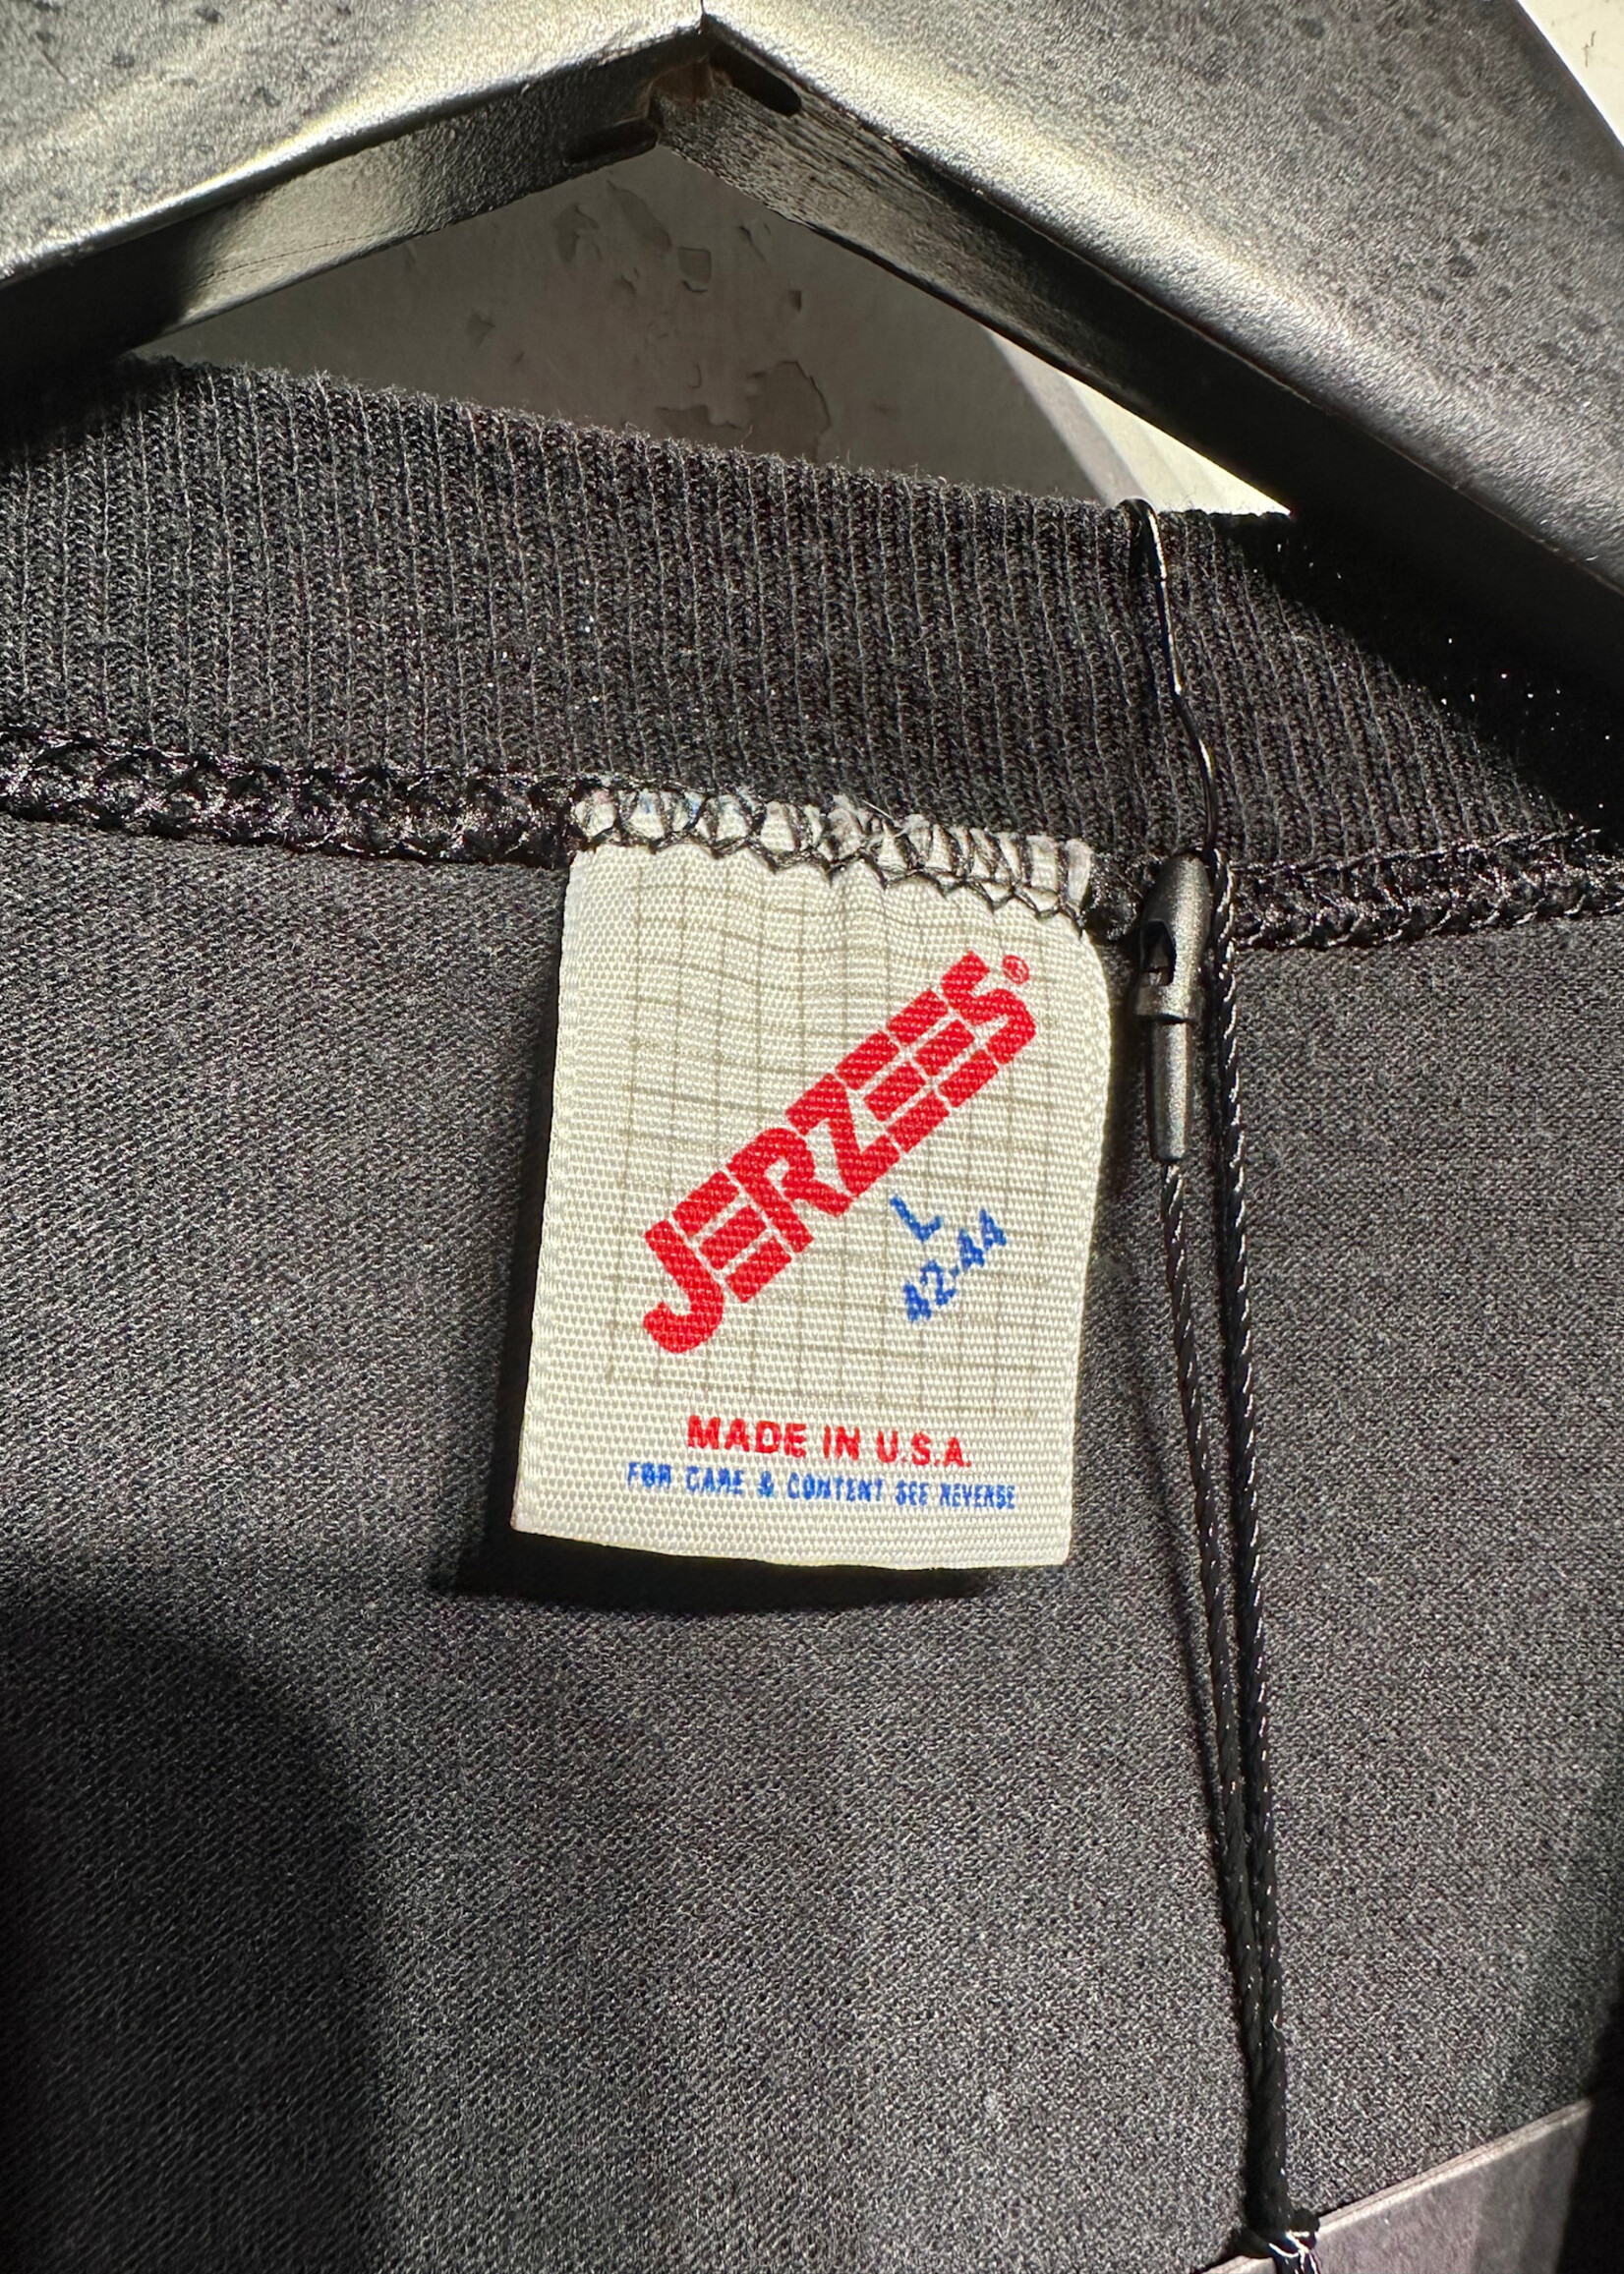 JERZEES®
L
42-44
MADE IN U.S.A.
FOR CARE & CONTENT SEE REVERSE